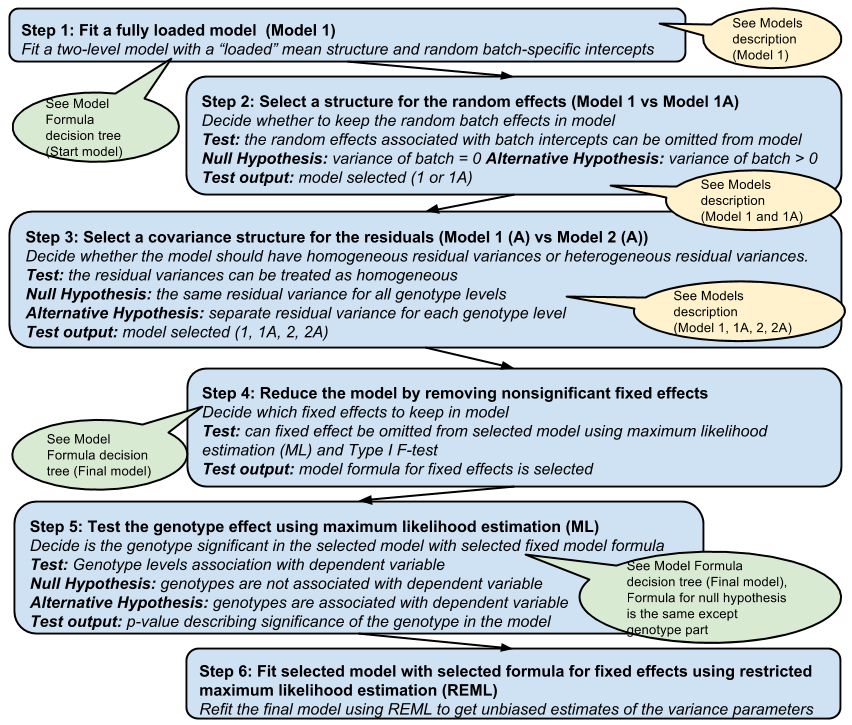 Step 1: Fit a fully loaded model  (Model 1)
Fit a two-level model with a “loaded” mean structure and random batch-specific intercepts
See Models
description
(Model 1)
See Model
Formula
decision tree
(Start model)
Step 2: Select a structure for the random effects (Model 1 vs Model 1A)
Decide whether to keep the random batch effects in model
Test: the random effects associated with batch intercepts can be omitted from model
Null Hypothesis: variance of batch = 0 Alternative Hypothesis: variance of batch > 0
Test output: model selected (1 or 1A)
See Models
description
(Model 1 and 1A)
Step 3: Select a covariance structure for the residuals (Model 1 (A) vs Model 2 (A))
Decide whether the model should have homogeneous residual variances or heterogeneous residual variances.
Test: the residual variances can be treated as homogeneous
Null Hypothesis: the same residual variance for all genotype levels
Alternative Hypothesis: separate residual variance for each genotype level
Test output: model selected (1, 1A, 2, 2A)
See Models
description
(Model 1, 1A, 2, 2A)
Step 4: Reduce the model by removing nonsignificant fixed effects
Decide which fixed effects to keep in model
Test: can fixed effect be omitted from selected model using maximum likelihood
estimation (ML) and Type I F-test
Test output: model formula for fixed effects is selected
See Model
Formula decision
tree (Final model)
Step 5: Test the genotype effect using maximum likelihood estimation (ML)
Decide is the genotype significant in the selected model with selected fixed model formula
Test: Genotype levels association with dependent variable
Null Hypothesis: genotypes are not associated with dependent variable
Alternative Hypothesis: genotypes are associated with dependent variable
Test output: p-value describing significance of the genotype in the model
See Model Formula
decision tree (Final model),
Formula for null hypothesis
is the same except
genotype part
Step 6: Fit selected model with selected formula for fixed effects using restricted
maximum likelihood estimation (REML)
Refit the final model using REML to get unbiased estimates of the variance parameters